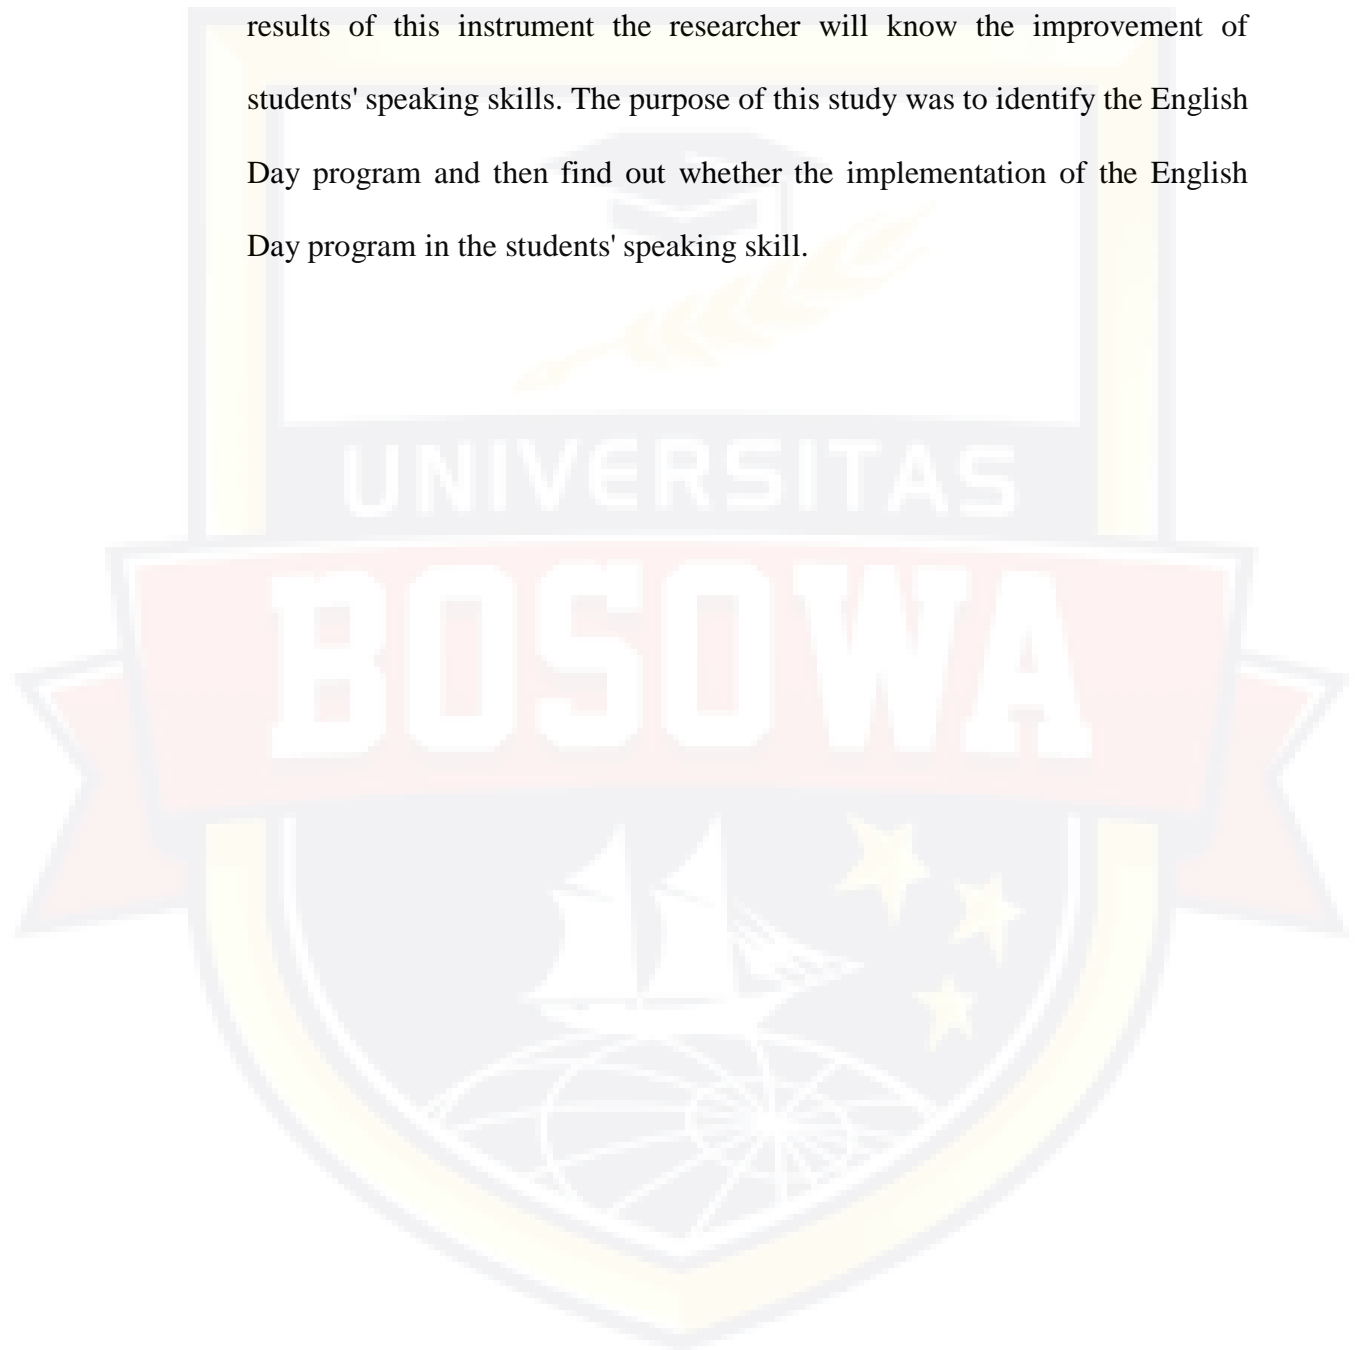 results of this instrument the researcher will know the improvement of
students' speaking skills. The purpose of this study was to identify the English
Day program and then find out whether the implementation of the English
Day program in the students' speaking skill.
UNIVERSITAS
BOSOWA